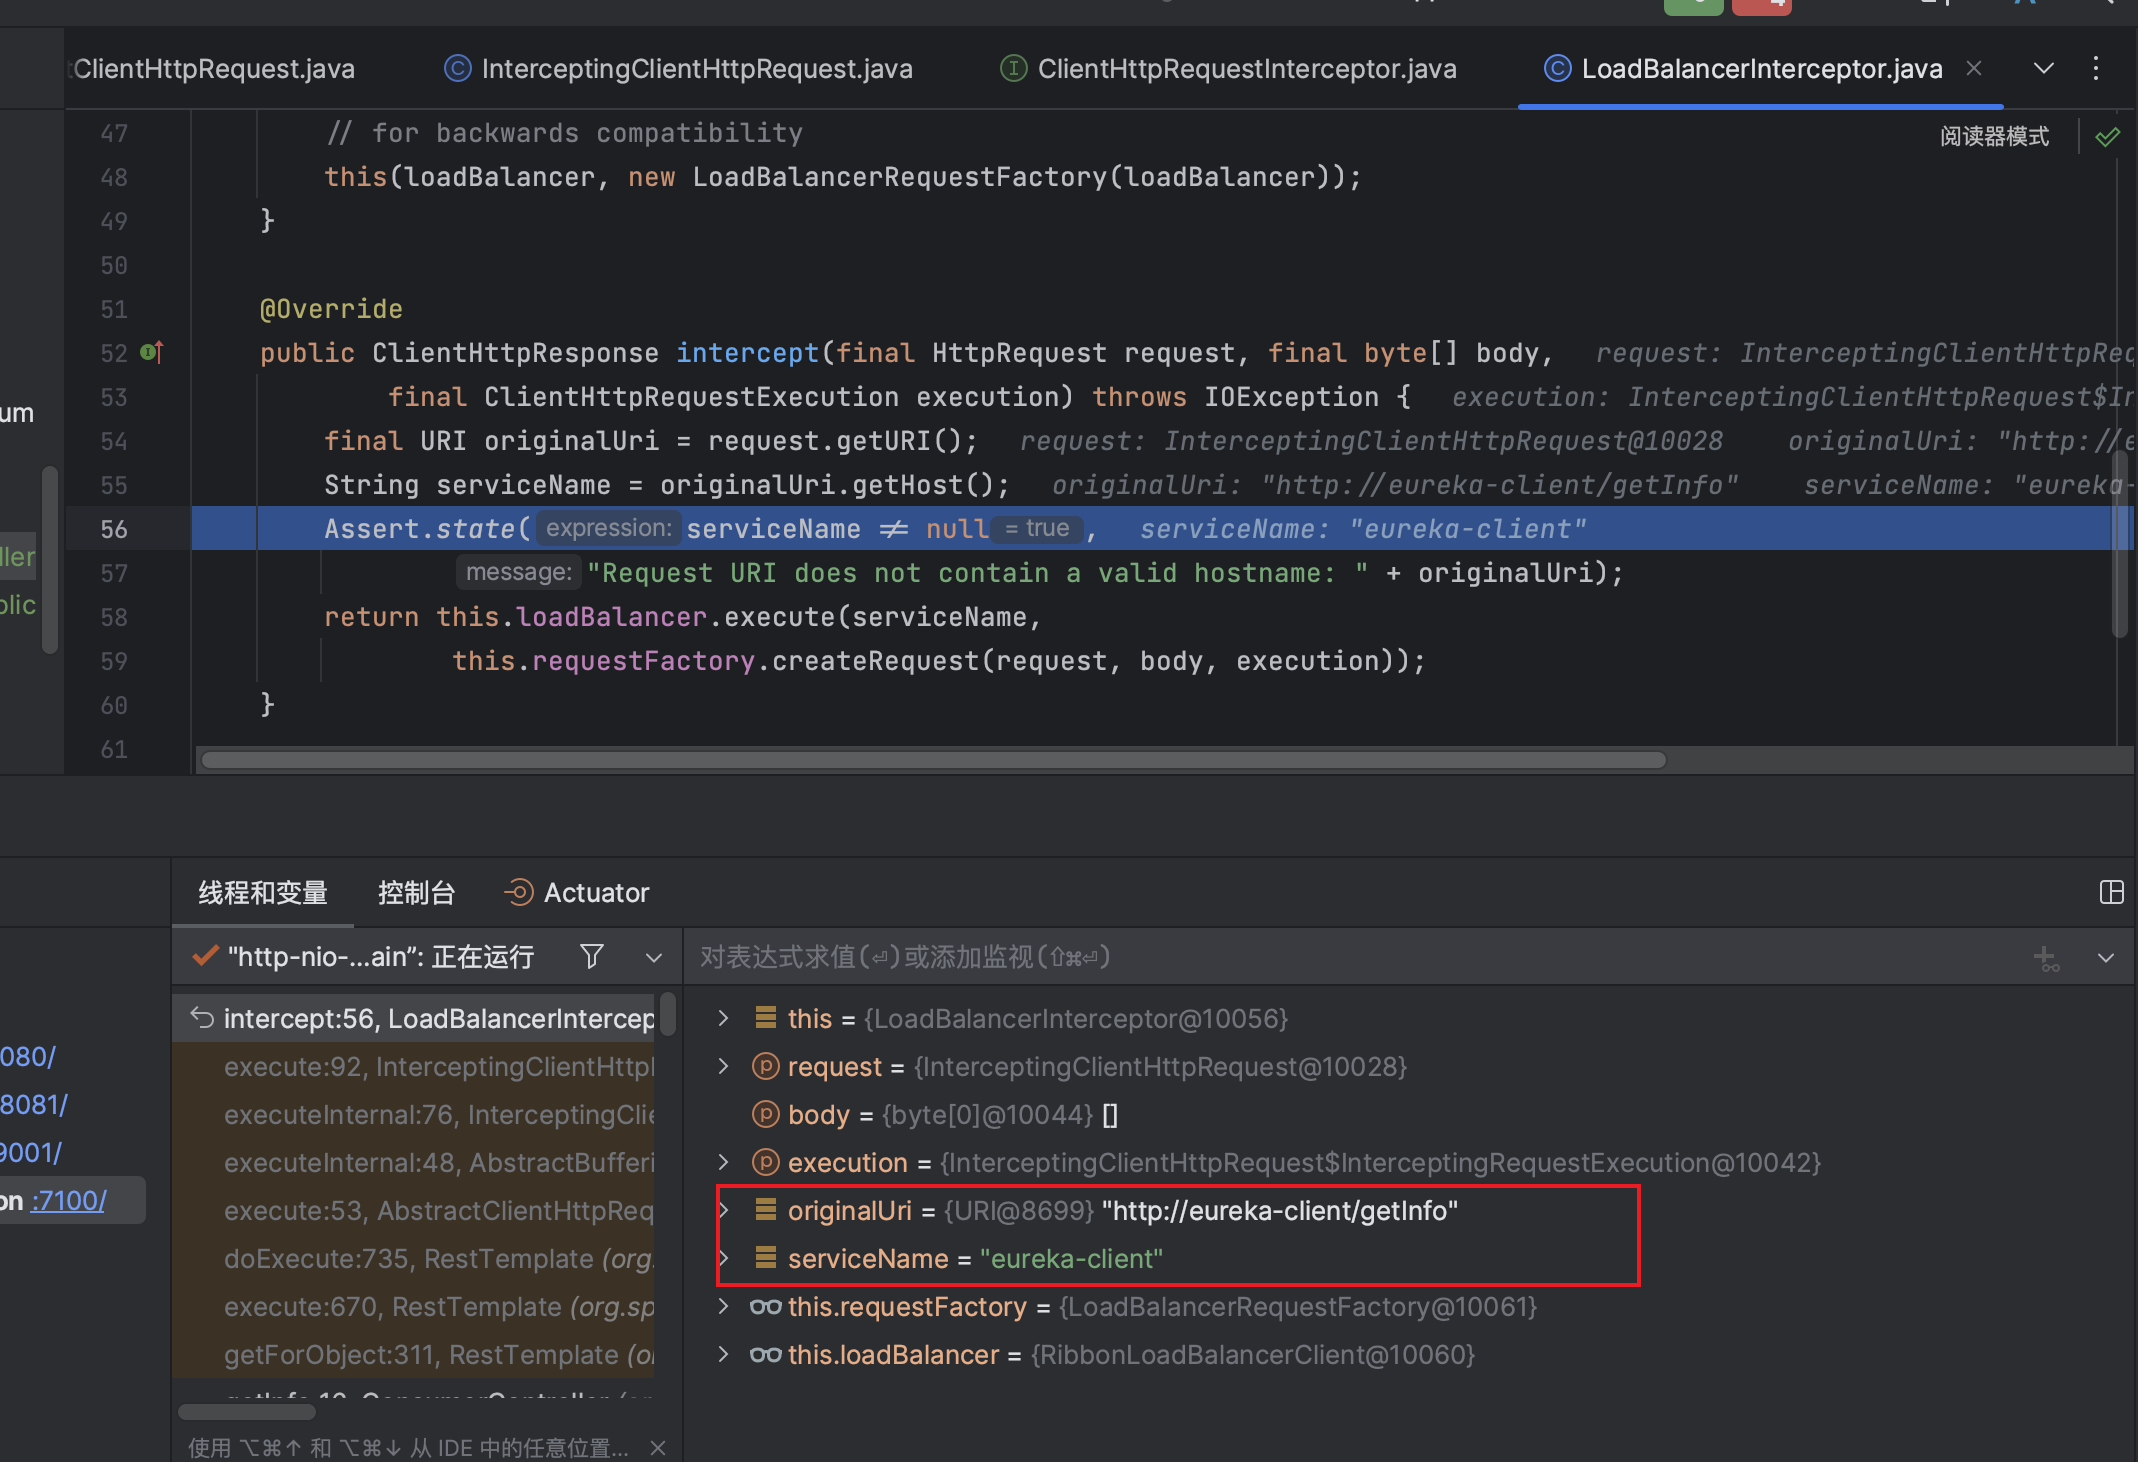 ClientHttpRequest.java InterceptingClientHttpRequest.java ClientHttpRequestInterceptor.java LoadBalancerInterceptor.java
阅读器模式
47 // for backwards compatibility
48 this(loadBalancer, new LoadBalancerRequestFactory(loadBalancer));
49 }
50
51 @Override
52 public ClientHttpResponse intercept(final HttpRequest request, final byte[] body, request: InterceptingClientHttpReq
53 final ClientHttpRequestExecution execution) throws IOException { execution: InterceptingClientHttpRequest$In
54 final URI originalUri = request.getURI(); request: InterceptingClientHttpRequest@10028 originalUri: "http://e
55 String serviceName = originalUri.getHost(); originalUri: "http://eureka-client/getInfo" serviceName: "eureka-
56 Assert.state( expression: serviceName ≠ null = true , serviceName: "eureka-client"
57 message: "Request URI does not contain a valid hostname: " + originalUri);
58 return this.loadBalancer.execute(serviceName,
59 this.requestFactory.createRequest(request, body, execution));
60 }
61
um
ller
blic
线程和变量 控制台 Actuator
"http-nio-...ain": 正在运行
对表达式求值(⏎)或添加监视(⇧⌘⏎)
intercept:56, LoadBalancerIntercep
execute:92, InterceptingClientHttpl
executeInternal:76, InterceptingClie
executeInternal:48, AbstractBufferi
execute:53, AbstractClientHttpReq
doExecute:735, RestTemplate (org.
execute:670, RestTemplate (org.sp
getForObject:311, RestTemplate (or
使用 ⌥⌘↑ 和 ⌥⌘↓ 从 IDE 中的任意位置...
080/
8081/
9001/
on :7100/
this = {LoadBalancerInterceptor@10056}
request = {InterceptingClientHttpRequest@10028}
body = {byte[0]@10044} []
execution = {InterceptingClientHttpRequest$InterceptingRequestExecution@10042}
originalUri = {URI@8699} "http://eureka-client/getInfo"
serviceName = "eureka-client"
this.requestFactory = {LoadBalancerRequestFactory@10061}
this.loadBalancer = {RibbonLoadBalancerClient@10060}